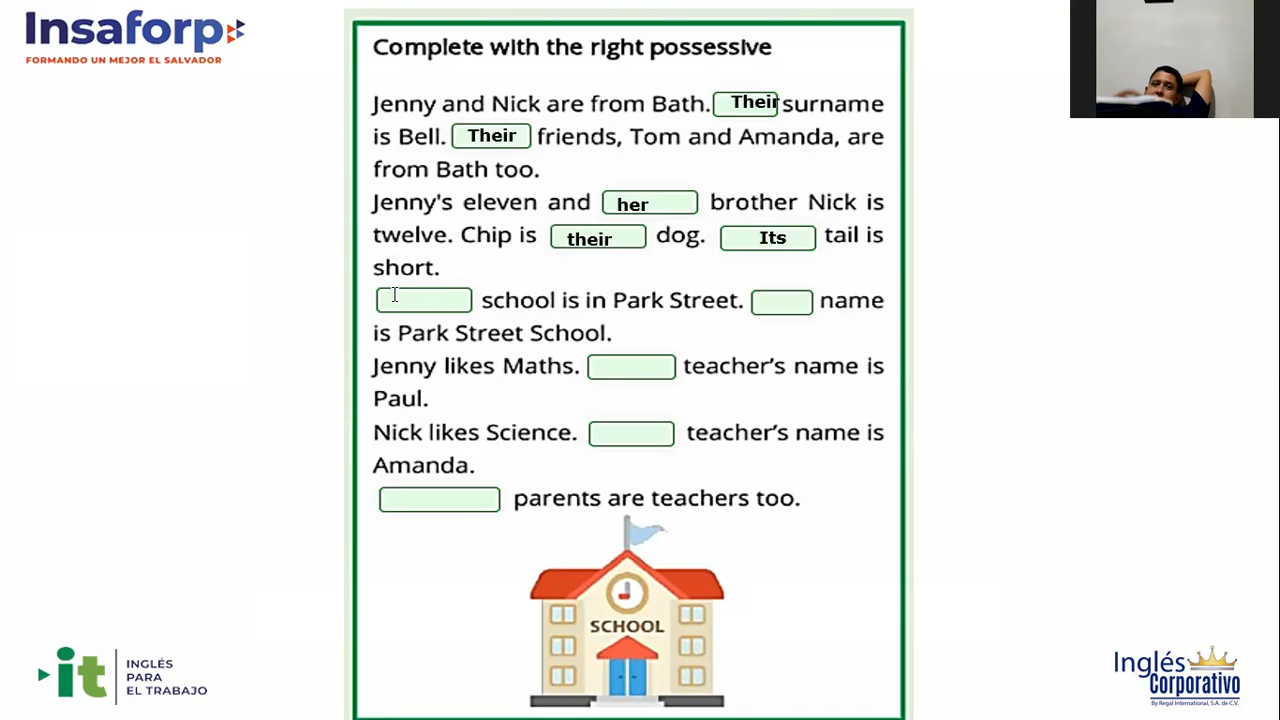 Insaforp
FORMANDO UN MEJOR EL SALVADOR
Complete with the right possessive
Jenny and Nick are from Bath. Their surname
is Bell. Their friends, Tom and Amanda, are
from Bath too.
Jenny's eleven and her brother Nick is
twelve. Chip is their dog. Its tail is
short.
school is in Park Street. name
is Park Street School.
Jenny likes Maths. teacher's name is
Paul.
Nick likes Science. teacher's name is
Amanda.
parents are teachers too.
SCHOOL
it INGLÉS
PARA
EL TRABAJO
Inglés
Corporativo
By Regal International, S.A. de C.V.